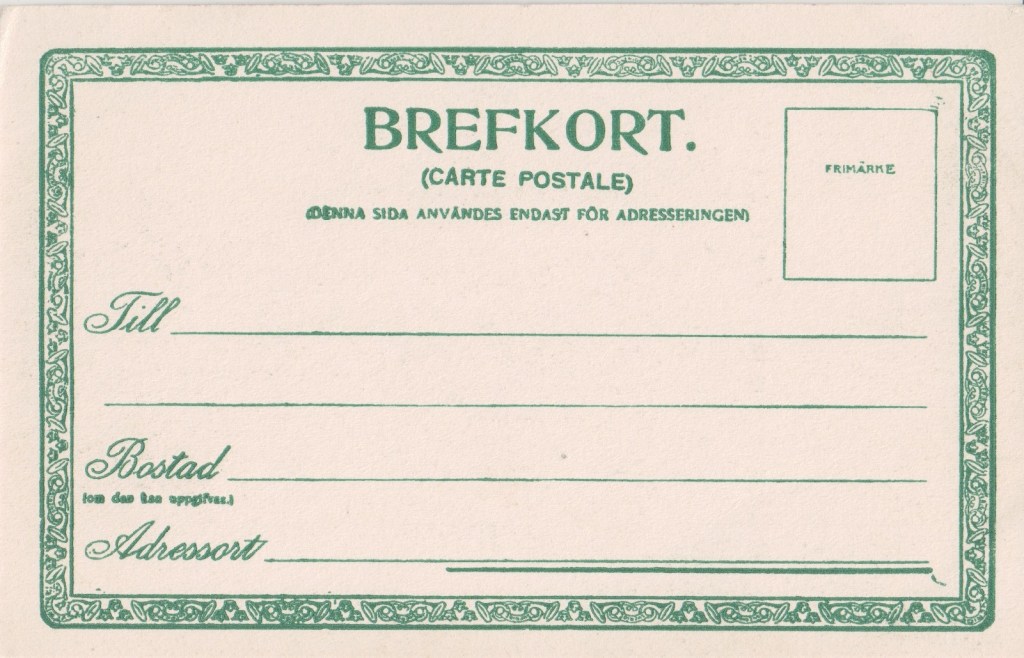 BREFKORT.
(CARTE POSTALE)
(DENNA SIDA ANVÄNDES ENDAST FÖR ADRESSERINGEN)
FRIMÄRKE
Till
Bostad
(om den kan uppgifvas.)
Adressort